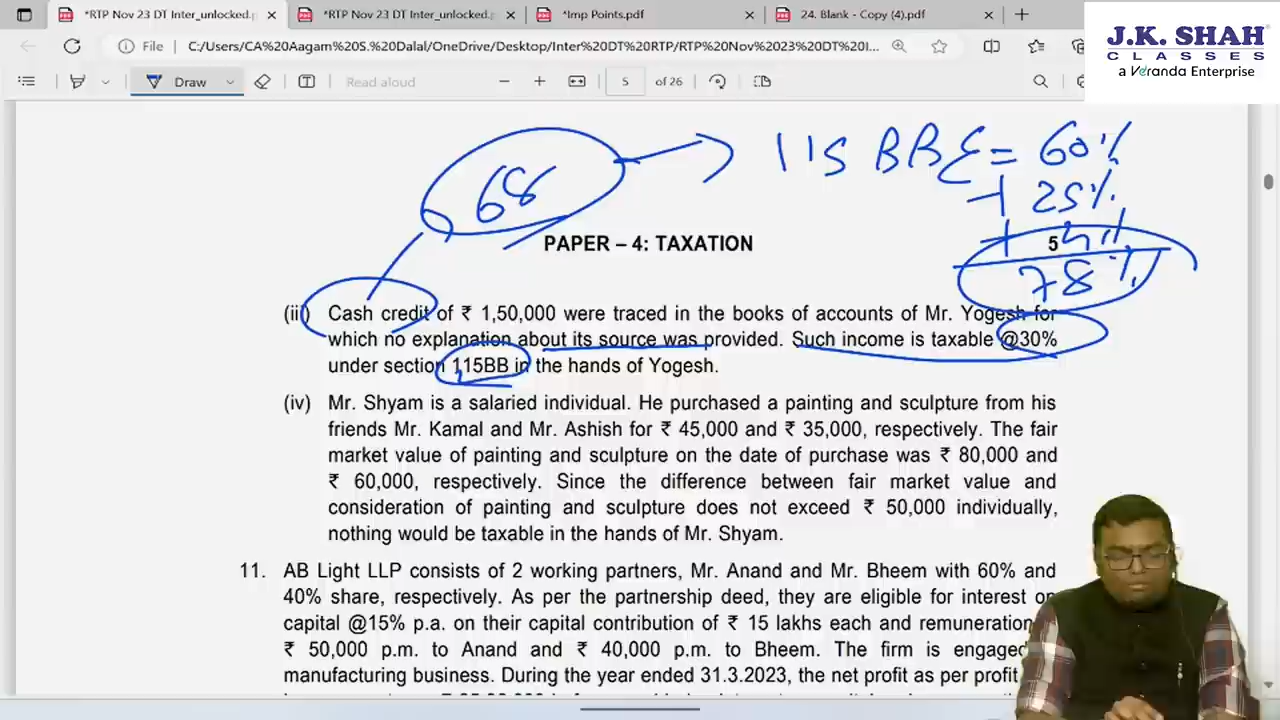 *RTP Nov 23 DT Inter_unlocked.p
*RTP Nov 23 DT Inter_unlocked.p
*Imp Points.pdf
24. Blank - Copy (4).pdf
J.K. SHAH
CLASSES
a Veranda Enterprise
File
C:/Users/CA%20Aagam%20S.%20Dalal/OneDrive/Desktop/Inter%20DT%20RTP/RTP%20Nov%202023%20DT%20I...
Draw
Read aloud
5
of 26
68
115 BBE = 60%
+ 25%
+ 4%
78%
PAPER – 4: TAXATION
5
(iii) Cash credit of ₹ 1,50,000 were traced in the books of accounts of Mr. Yogesh for
which no explanation about its source was provided. Such income is taxable @30%
under section 115BB in the hands of Yogesh.
(iv) Mr. Shyam is a salaried individual. He purchased a painting and sculpture from his
friends Mr. Kamal and Mr. Ashish for ₹ 45,000 and ₹ 35,000, respectively. The fair
market value of painting and sculpture on the date of purchase was ₹ 80,000 and
₹ 60,000, respectively. Since the difference between fair market value and
consideration of painting and sculpture does not exceed ₹ 50,000 individually,
nothing would be taxable in the hands of Mr. Shyam.
11. AB Light LLP consists of 2 working partners, Mr. Anand and Mr. Bheem with 60% and
40% share, respectively. As per the partnership deed, they are eligible for interest on
capital @15% p.a. on their capital contribution of ₹ 15 lakhs each and remuneration
₹ 50,000 p.m. to Anand and ₹ 40,000 p.m. to Bheem. The firm is engaged
manufacturing business. During the year ended 31.3.2023, the net profit as per profit